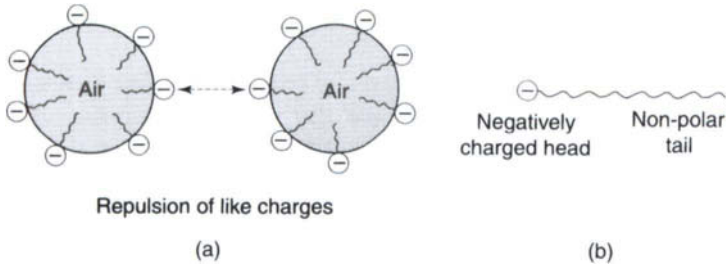 Air
Air
Negatively charged head
Non-polar tail
Repulsion of like charges
(a)
(b)